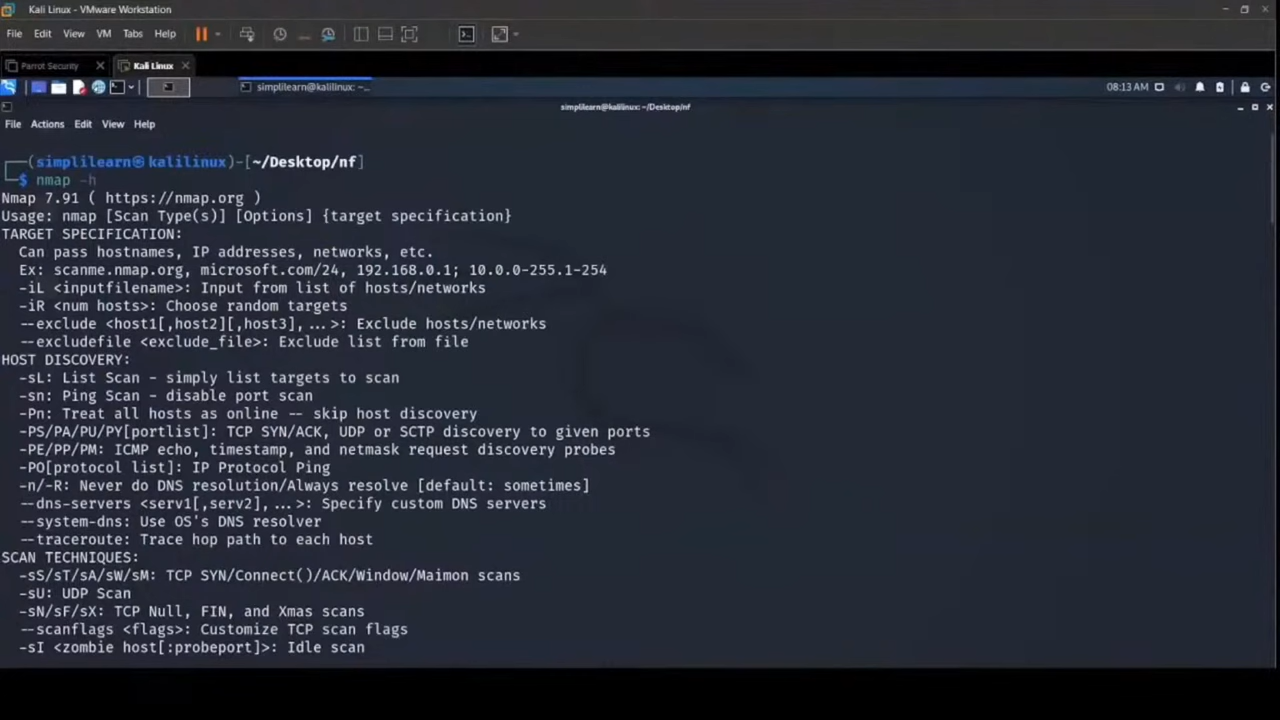 Kali Linux - VMware Workstation
File Edit View VM Tabs Help
Parrot Security Kali Linux
simplilearn@kalilinux: ~... 08:13 AM
simplilearn@kalilinux: ~/Desktop/nf
File Actions Edit View Help
(simplilearn㉿kalilinux)-[~/Desktop/nf]
$ nmap -h
Nmap 7.91 ( https://nmap.org )
Usage: nmap [Scan Type(s)] [Options] {target specification}
TARGET SPECIFICATION:
Can pass hostnames, IP addresses, networks, etc.
Ex: scanme.nmap.org, microsoft.com/24, 192.168.0.1; 10.0.0-255.1-254
-iL <inputfilename>: Input from list of hosts/networks
-iR <num hosts>: Choose random targets
--exclude <host1[,host2][,host3],...>: Exclude hosts/networks
--excludefile <exclude_file>: Exclude list from file
HOST DISCOVERY:
-sL: List Scan - simply list targets to scan
-sn: Ping Scan - disable port scan
-Pn: Treat all hosts as online -- skip host discovery
-PS/PA/PU/PY[portlist]: TCP SYN/ACK, UDP or SCTP discovery to given ports
-PE/PP/PM: ICMP echo, timestamp, and netmask request discovery probes
-PO[protocol list]: IP Protocol Ping
-n/-R: Never do DNS resolution/Always resolve [default: sometimes]
--dns-servers <serv1[,serv2],...>: Specify custom DNS servers
--system-dns: Use OS's DNS resolver
--traceroute: Trace hop path to each host
SCAN TECHNIQUES:
-sS/sT/sA/sW/sM: TCP SYN/Connect()/ACK/Window/Maimon scans
-sU: UDP Scan
-sN/sF/sX: TCP Null, FIN, and Xmas scans
--scanflags <flags>: Customize TCP scan flags
-sI <zombie host[:probeport]>: Idle scan